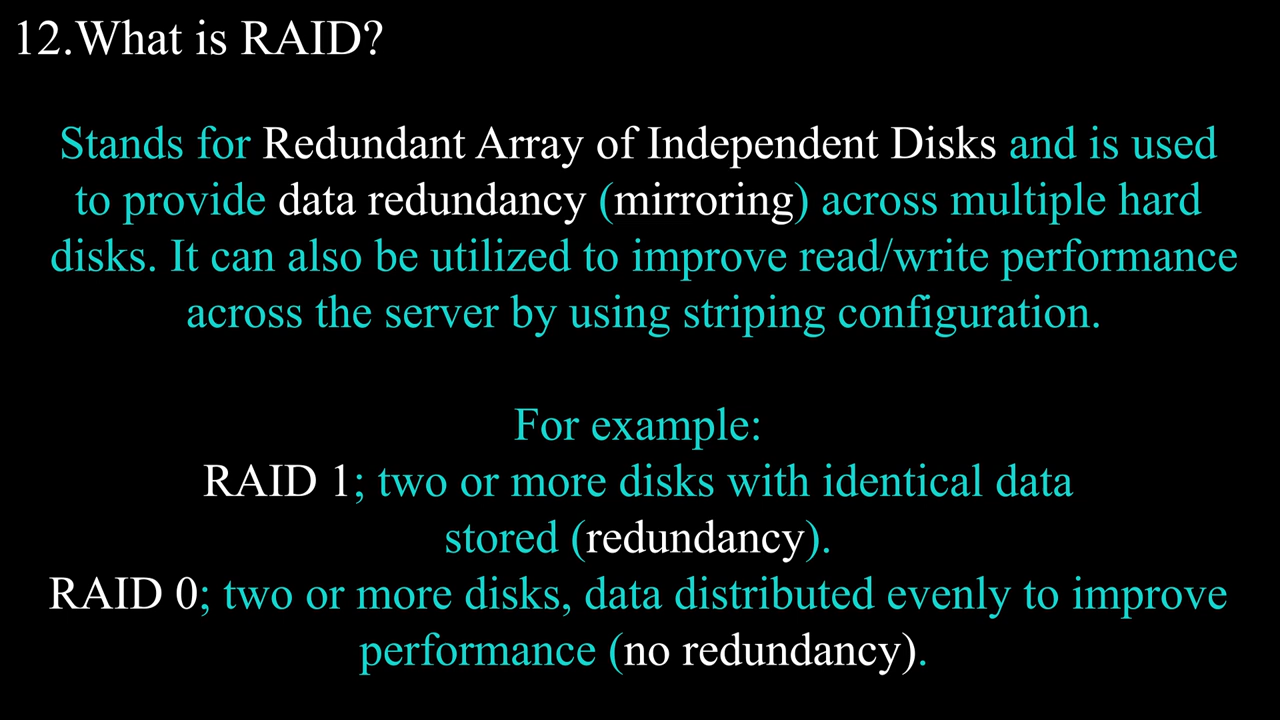 12.What is RAID?
Stands for Redundant Array of Independent Disks and is used
to provide data redundancy (mirroring) across multiple hard
disks. It can also be utilized to improve read/write performance
across the server by using striping configuration.
For example:
RAID 1; two or more disks with identical data
stored (redundancy).
RAID 0; two or more disks, data distributed evenly to improve
performance (no redundancy).